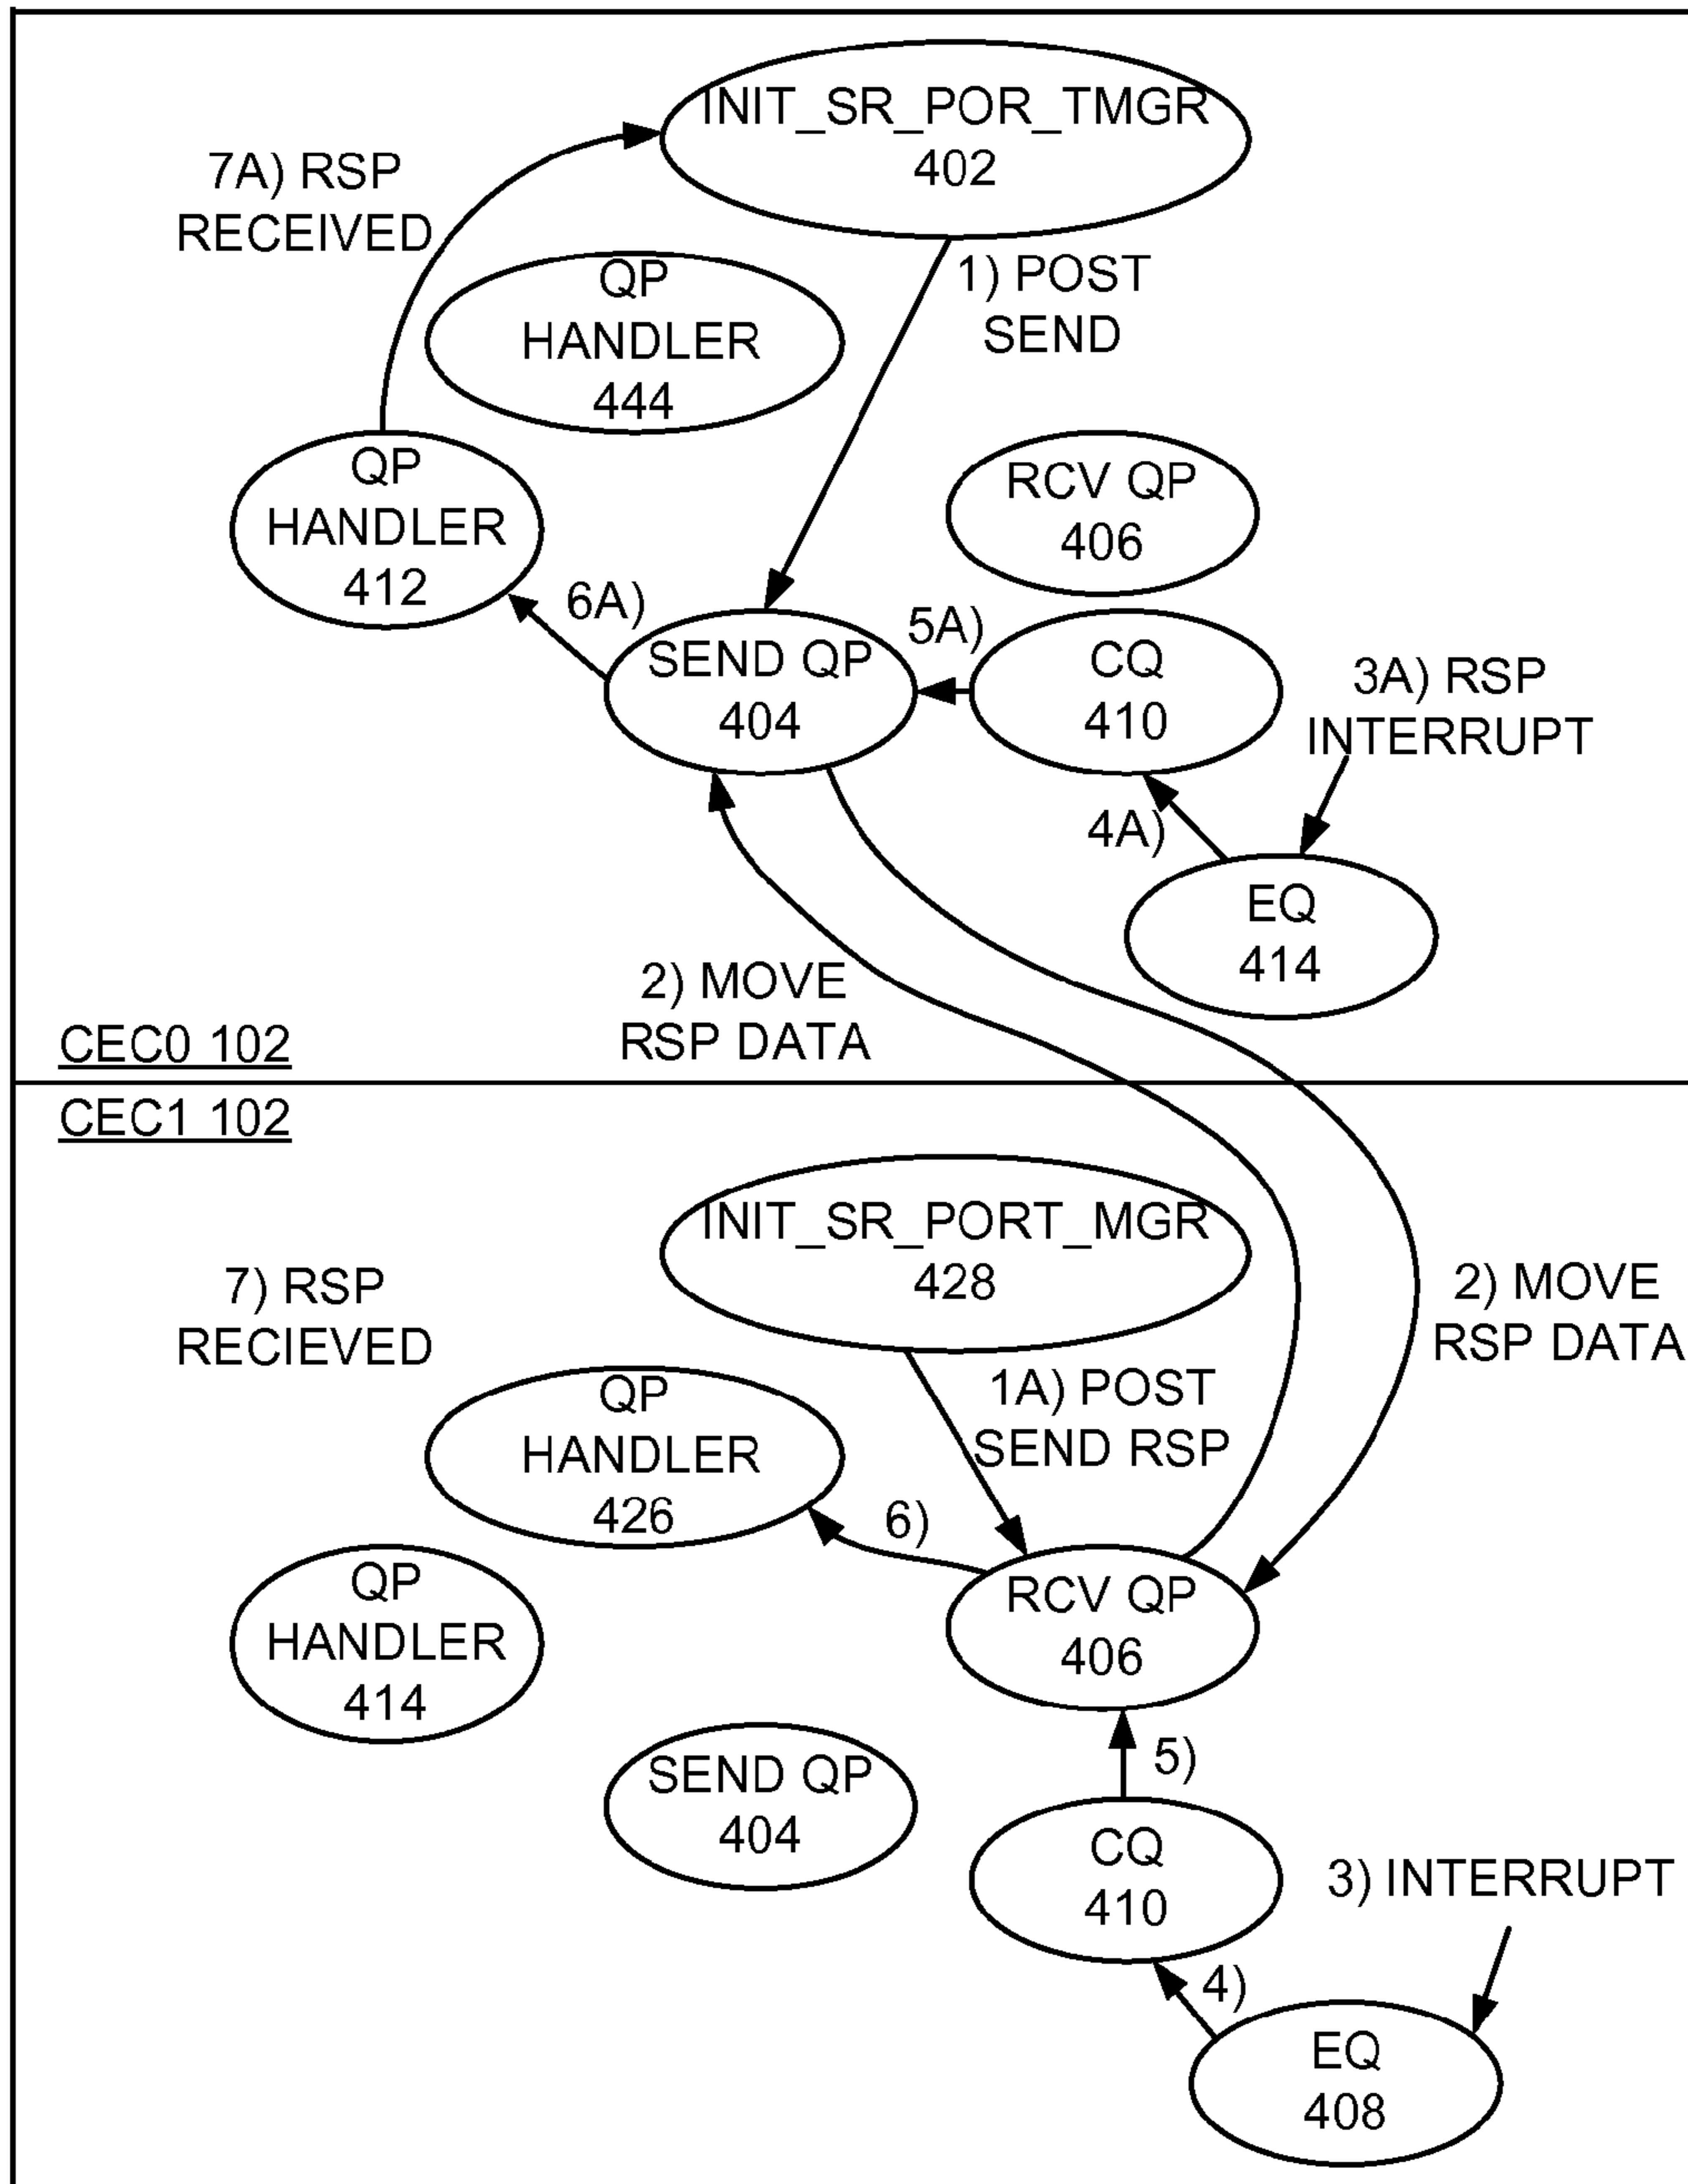 INIT_SR_POR_TMGR
402
7A) RSP
RECEIVED
QP
HANDLER
444
1) POST
SEND
QP
HANDLER
412
RCV QP
406
6A)
SEND QP
404
5A)
CQ
410
3A) RSP
INTERRUPT
4A)
EQ
414
2) MOVE
RSP DATA
CEC0 102
CEC1 102
INIT_SR_PORT_MGR
428
7) RSP
RECIEVED
2) MOVE
RSP DATA
1A) POST
SEND RSP
QP
HANDLER
426
6)
QP
HANDLER
414
RCV QP
406
5)
SEND QP
404
CQ
410
3) INTERRUPT
4)
EQ
408